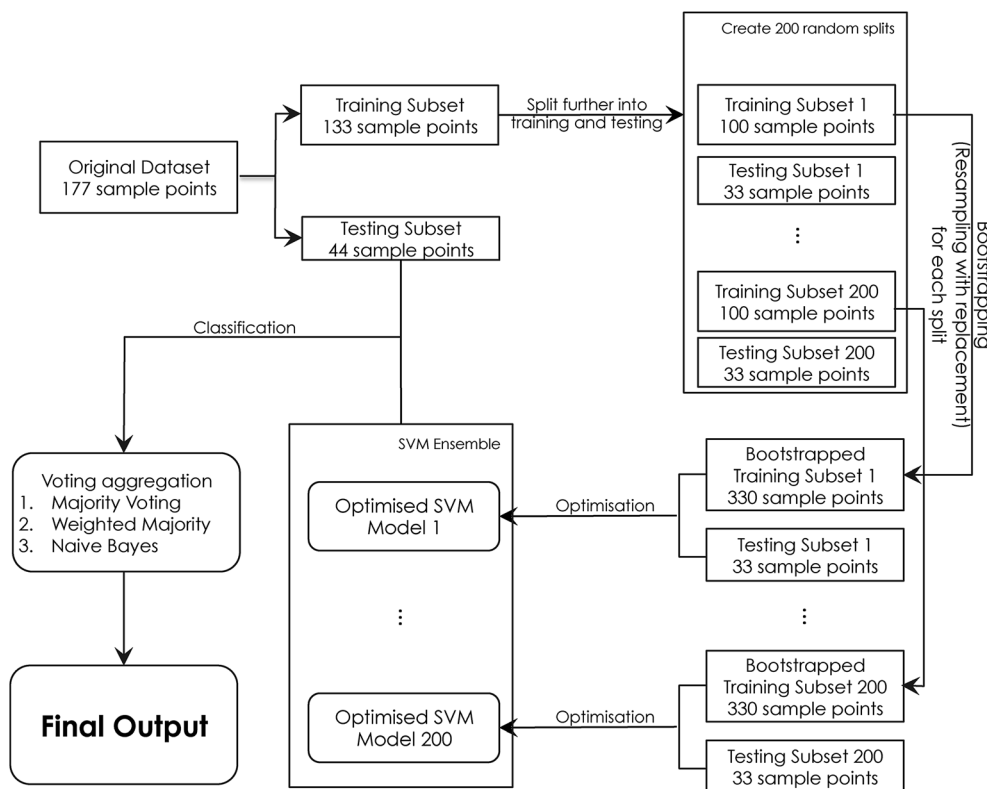 Create 200 random splits
Training Subset
133 sample points
Split further into
training and testing
Training Subset 1
100 sample points
Original Dataset
177 sample points
Testing Subset 1
33 sample points
Testing Subset
44 sample points
⋮
Training Subset 200
100 sample points
Testing Subset 200
33 sample points
Bootstrapping
(Resampling with replacement)
for each split
Classification
SVM Ensemble
Voting aggregation
1. Majority Voting
2. Weighted Majority
3. Naive Bayes
Optimised SVM
Model 1
Optimisation
Bootstrapped
Training Subset 1
330 sample points
Testing Subset 1
33 sample points
⋮
⋮
Final Output
Optimised SVM
Model 200
Optimisation
Bootstrapped
Training Subset 200
330 sample points
Testing Subset 200
33 sample points